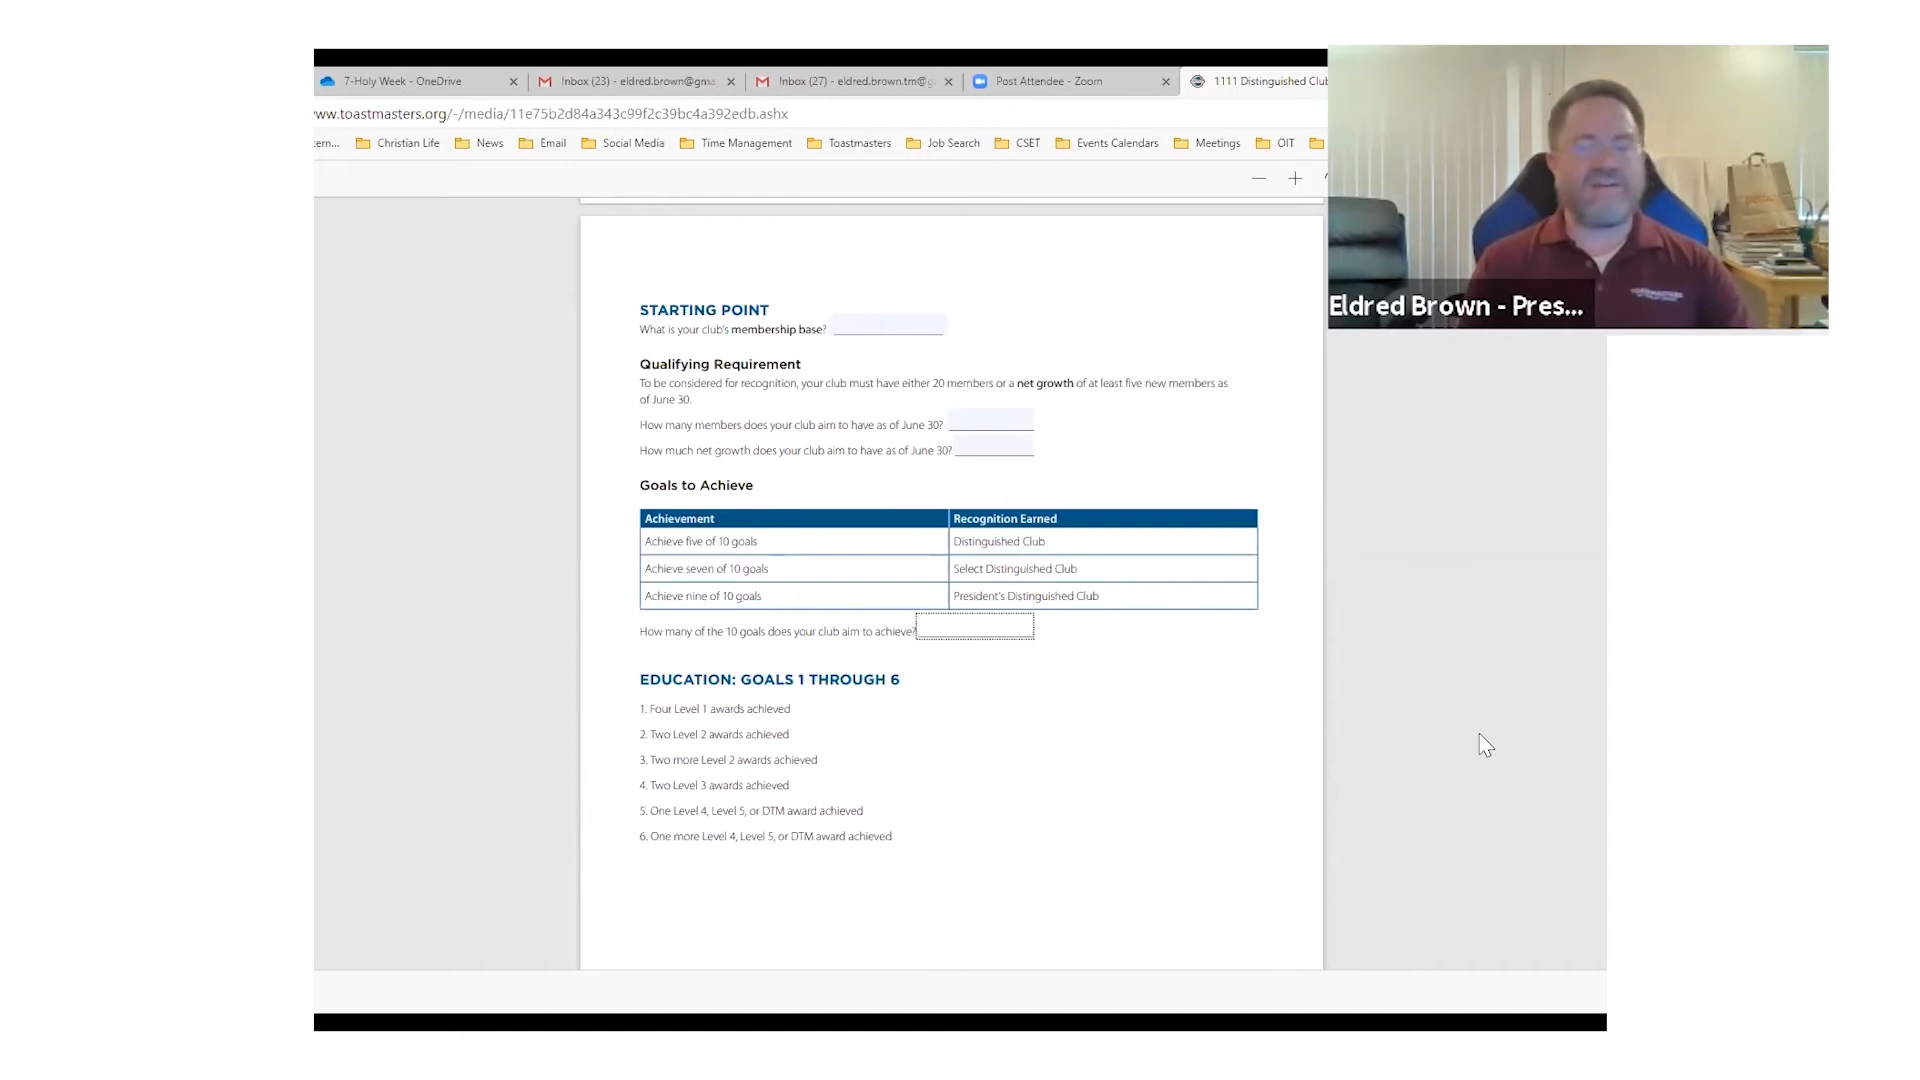 7-Holy Week - OneDrive
Inbox (23) - eldred.brown@gma
Inbox (27) - eldred.brown.tm@g
Post Attendee - Zoom
1111 Distinguished Club
www.toastmasters.org/-/media/11e75b2d84a343c99f2c39bc4a392edb.ashx
tern...
Christian Life
News
Email
Social Media
Time Management
Toastmasters
Job Search
CSET
Events Calendars
Meetings
OIT
STARTING POINT
What is your club's membership base?
Qualifying Requirement
To be considered for recognition, your club must have either 20 members or a net growth of at least five new members as
of June 30.
How many members does your club aim to have as of June 30?
How much net growth does your club aim to have as of June 30?
Goals to Achieve
Achievement
Recognition Earned
Achieve five of 10 goals
Distinguished Club
Achieve seven of 10 goals
Select Distinguished Club
Achieve nine of 10 goals
President's Distinguished Club
How many of the 10 goals does your club aim to achieve?
EDUCATION: GOALS 1 THROUGH 6
1. Four Level 1 awards achieved
2. Two Level 2 awards achieved
3. Two more Level 2 awards achieved
4. Two Level 3 awards achieved
5. One Level 4, Level 5, or DTM award achieved
6. One more Level 4, Level 5, or DTM award achieved
TOASTMASTERS
Eldred Brown - Pres...